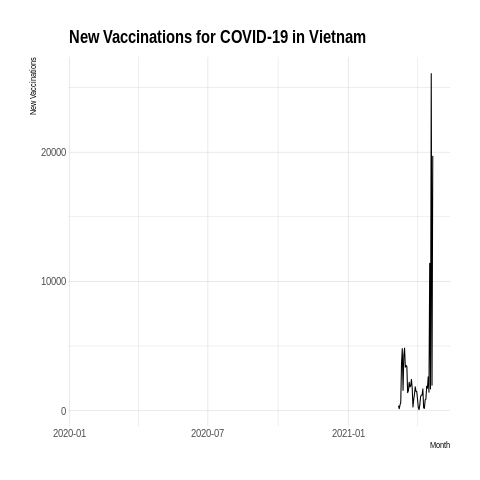 New Vaccinations for COVID-19 in Vietnam
New Vaccinations
20000
10000
0
2020-01
2020-07
2021-01
Month